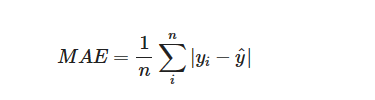 MAE = \frac{1}{n} \sum_{i}^{n} |y_i - \hat{y}|